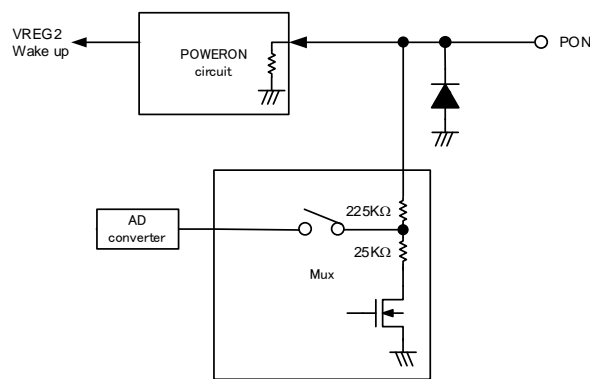 VREG2
Wake up
POWERON
circuit
PON
225KΩ
AD
converter
25KΩ
Mux